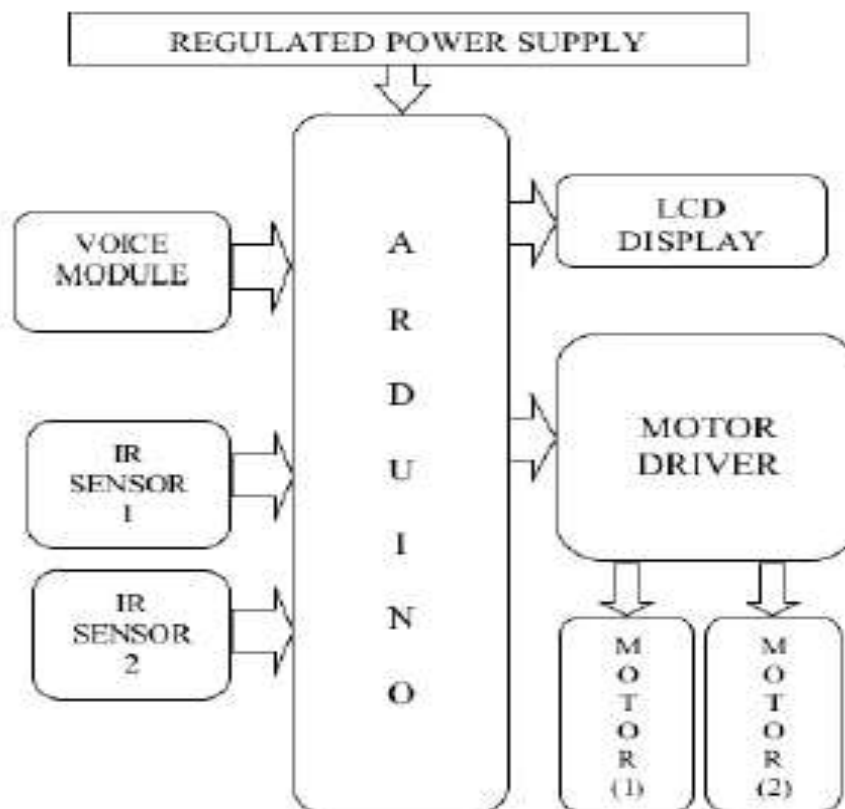 REGULATED POWER SUPPLY
VOICE
MODULE
IR
SENSOR
1
IR
SENSOR
2
A
R
D
U
I
N
O
LCD
DISPLAY
MOTOR
DRIVER
M
O
T
O
R
(1)
M
O
T
O
R
(2)